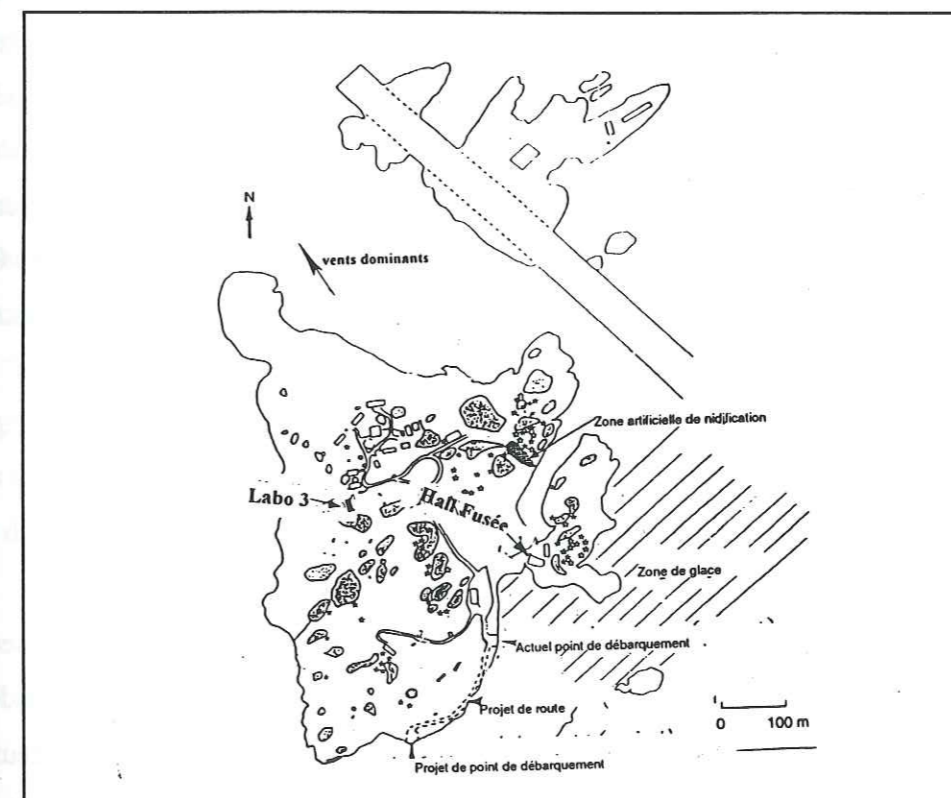 N
vents dominants
Zone artificielle de nidification
Labo 3
Hall Fusée
Zone de glace
Actuel point de débarquement
Projet de route
0 100 m
Projet de point de débarquement